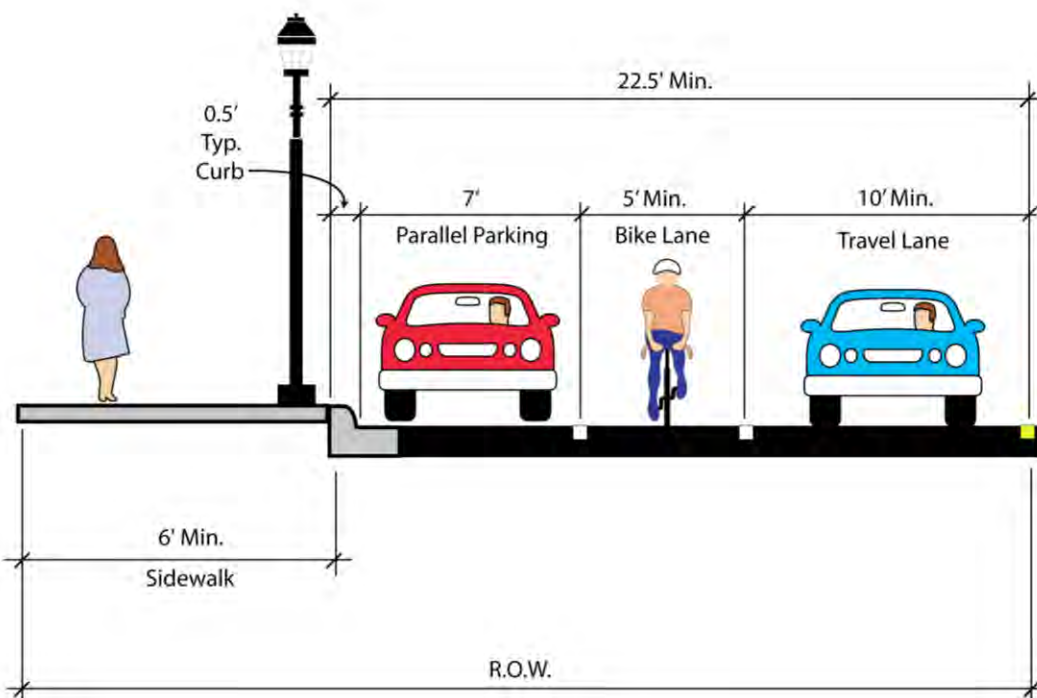 22.5' Min.
0.5'
Typ.
Curb
7'
5' Min.
10' Min.
Parallel Parking
Bike Lane
Travel Lane
6' Min.
Sidewalk
R.O.W.